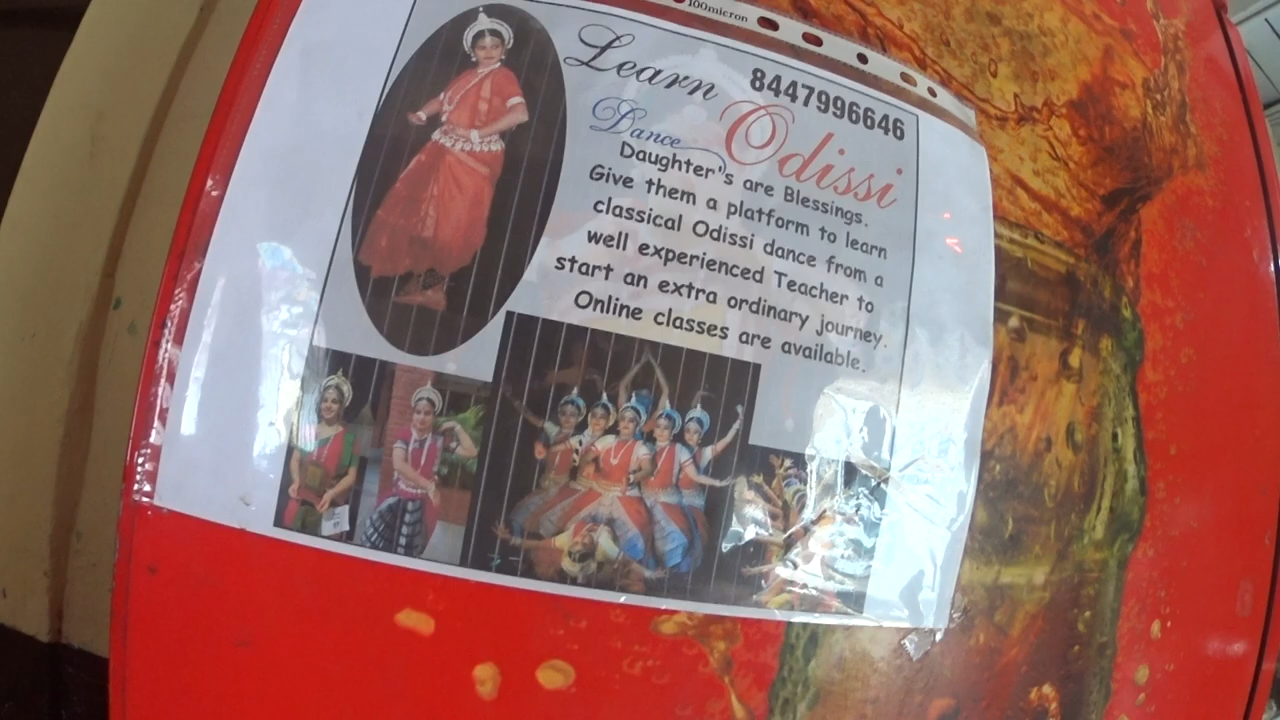 100micron
Learn
8447996646
Dance
Odissi
Daughter's are Blessings.
Give them a platform to learn
classical Odissi dance from a
well experienced Teacher to
start an extra ordinary journey.
Online classes are available.